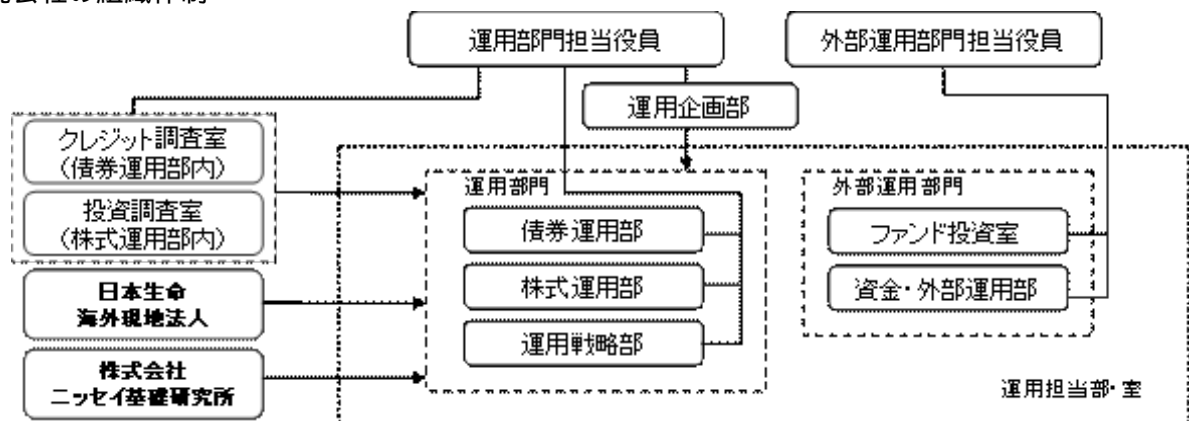 運用部門担当役員
外部運用部門担当役員
運用企画部
クレジット調査室
(債券運用部内)
投資調査室
(株式運用部内)
日本生命
海外現地法人
株式会社
ニッセイ基礎研究所
運用部門
債券運用部
株式運用部
運用戦略部
外部運用部門
ファンド投資室
資金・外部運用部
運用担当部・室